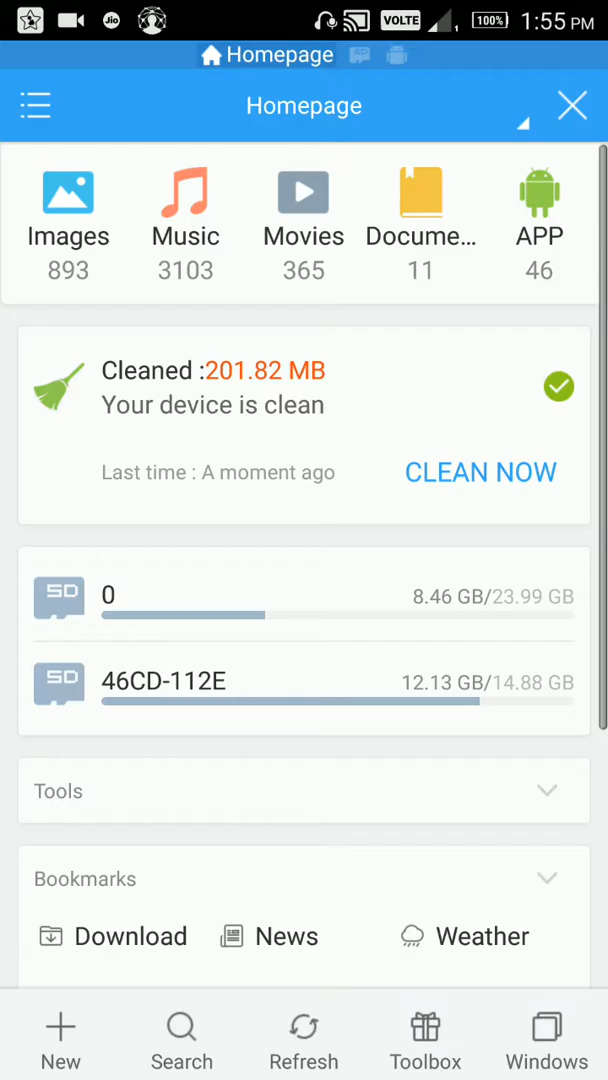 Jio VOLTE 100% 1:55 PM
Homepage
Homepage
Images Music Movies Docume... APP
893 3103 365 11 46
Cleaned :201.82 MB
Your device is clean
Last time : A moment ago CLEAN NOW
SD 0 8.46 GB/23.99 GB
SD 46CD-112E 12.13 GB/14.88 GB
Tools
Bookmarks
Download News Weather
New Search Refresh Toolbox Windows